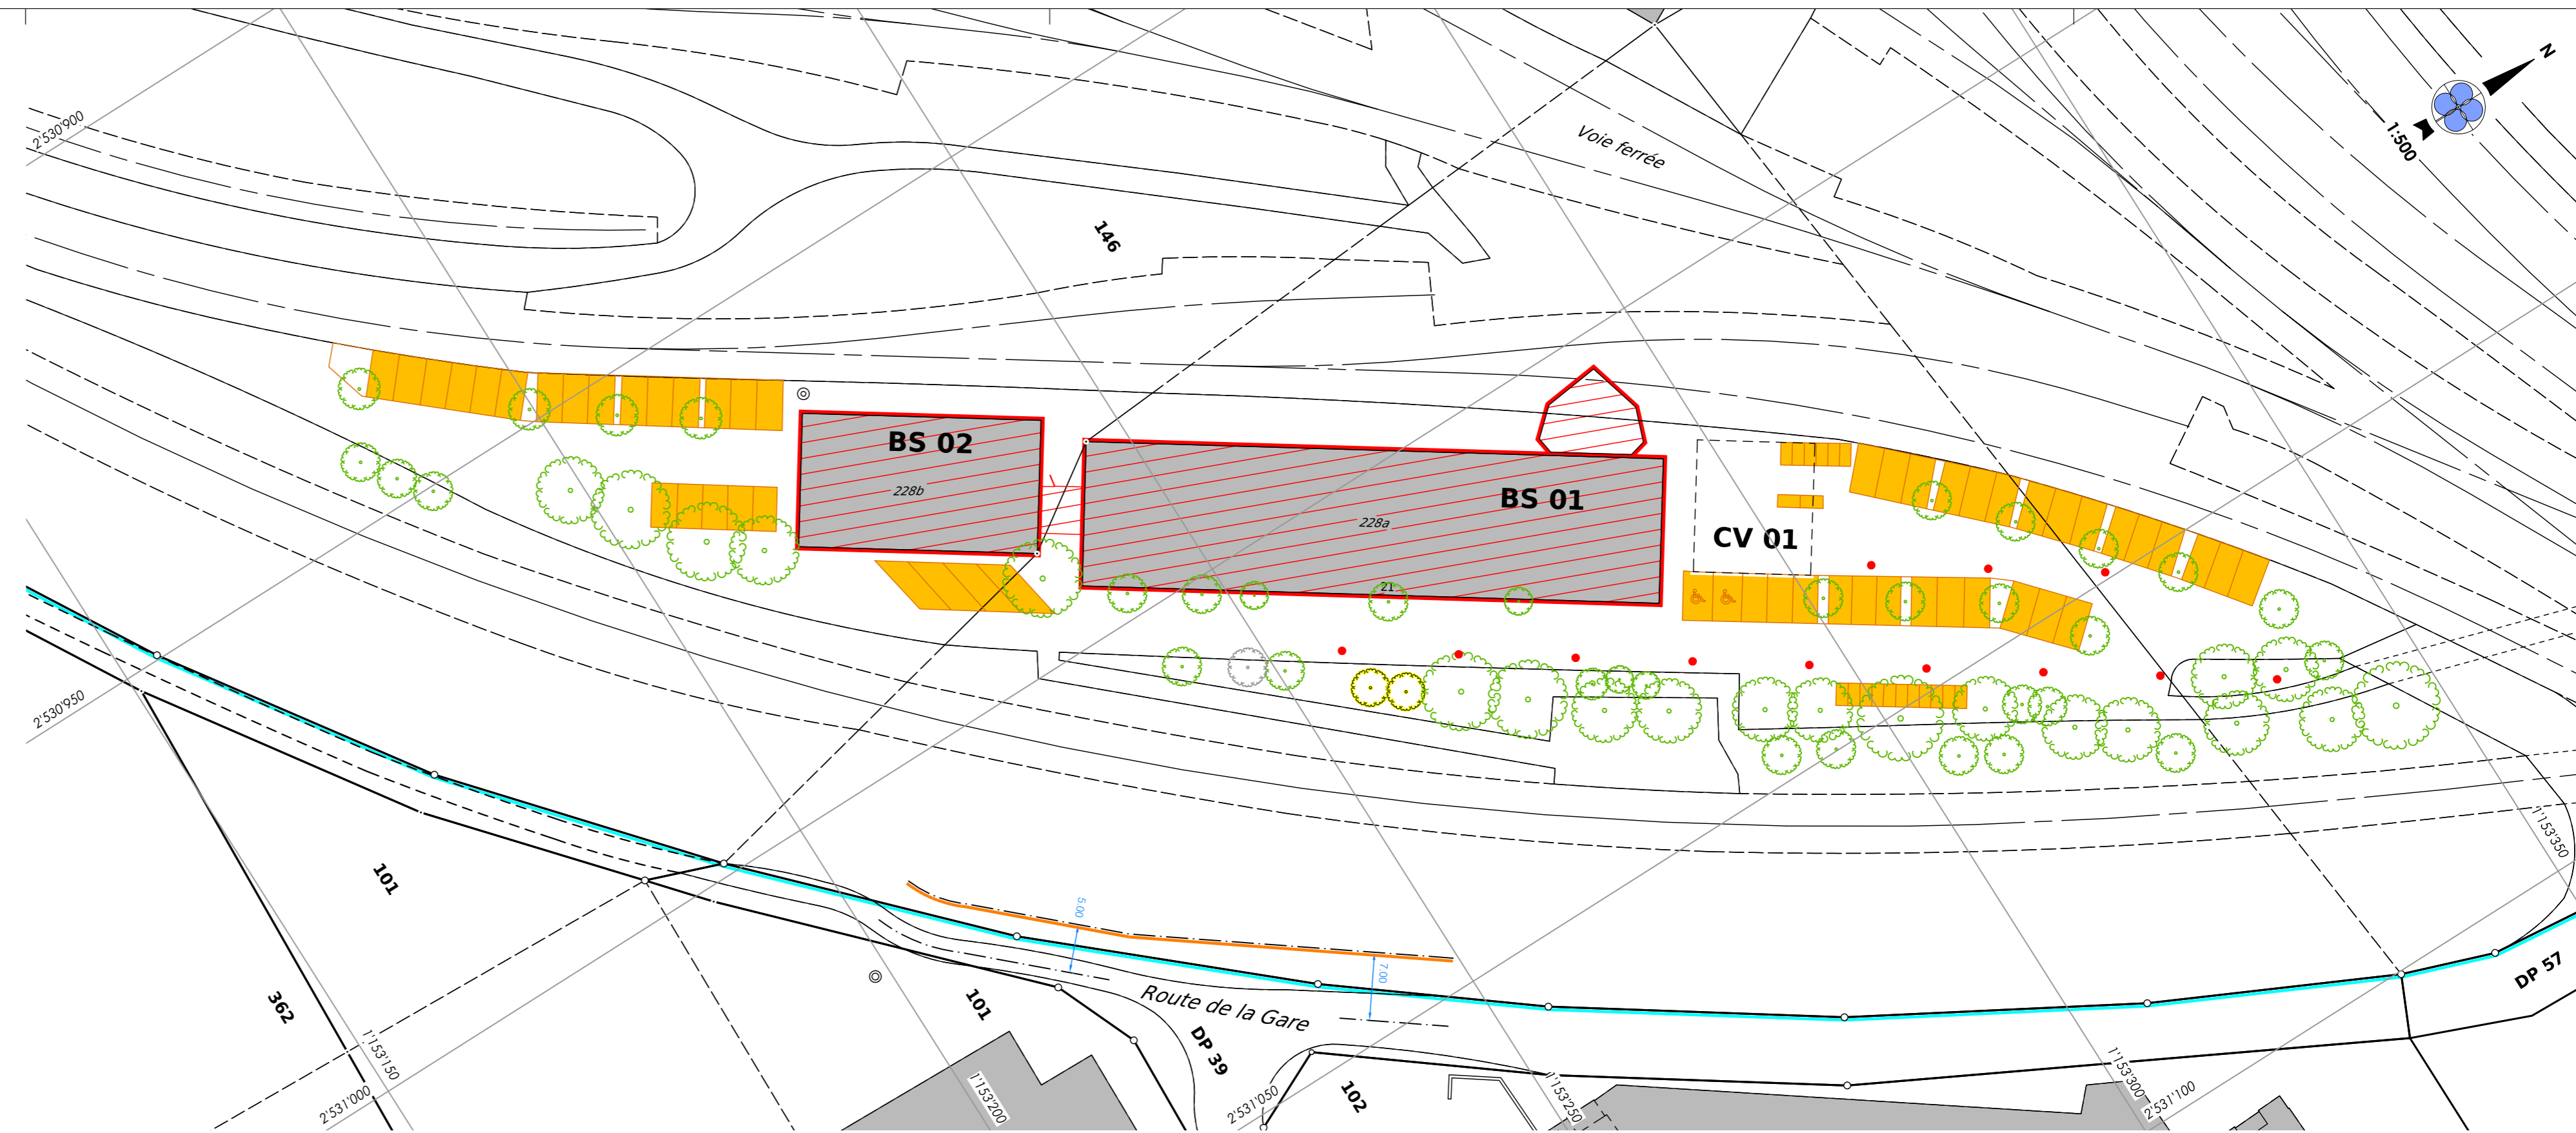 N
1:500
2'530'900
Voie ferrée
146
BS 02
228b
BS 01
228a
21
CV 01
2'530'950
1'153'350
101
5.00
7.00
362
101
Route de la Gare
DP 39
DP 57
102
1'153'150
2'531'000
1'153'200
2'531'050
1'153'250
1'153'300
2'531'100